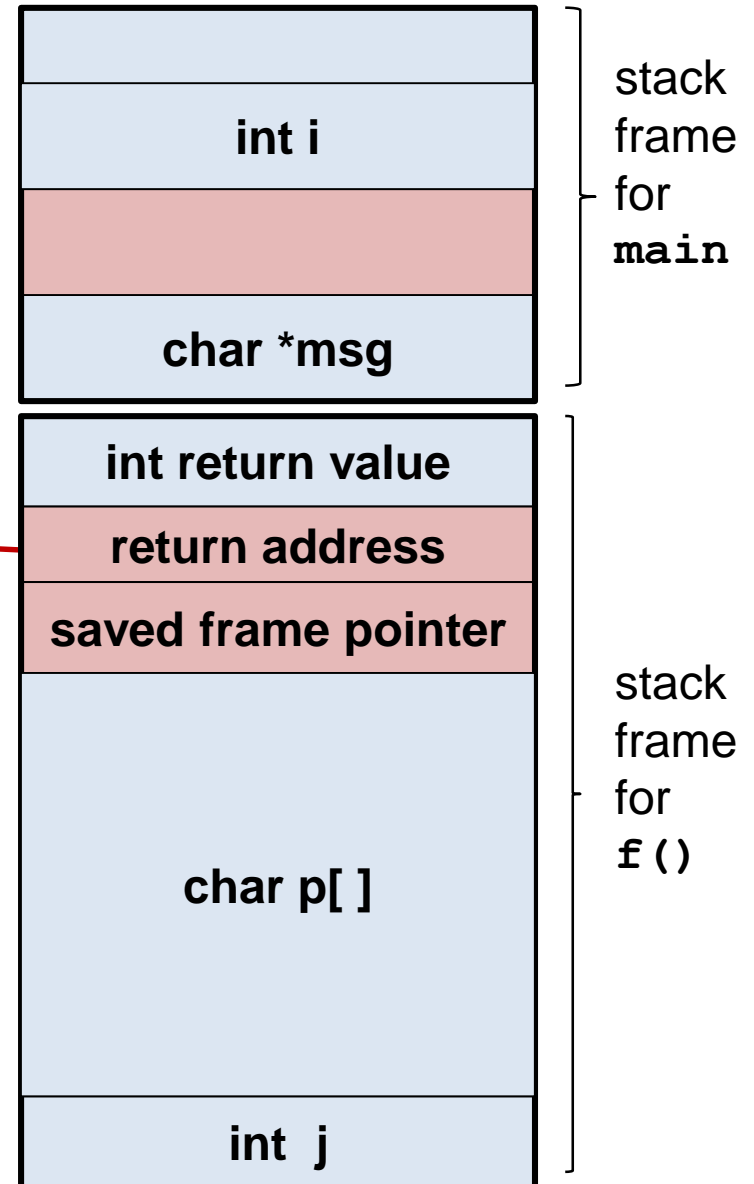 stack
frame
for
main
int i
char *msg
int return value
return address
saved frame pointer
char p[ ]
int j
stack
frame
for
f()